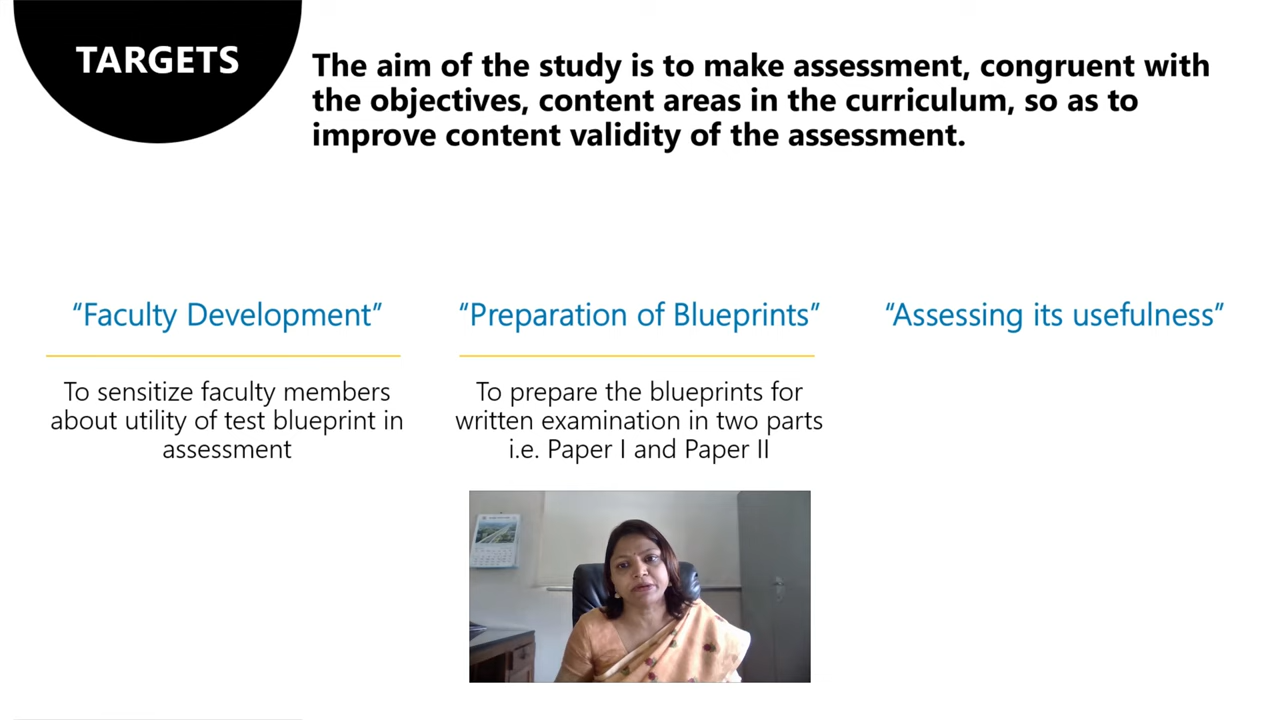 TARGETS
The aim of the study is to make assessment, congruent with
the objectives, content areas in the curriculum, so as to
improve content validity of the assessment.
“Faculty Development”
To sensitize faculty members
about utility of test blueprint in
assessment
“Preparation of Blueprints”
To prepare the blueprints for
written examination in two parts
i.e. Paper I and Paper II
“Assessing its usefulness”